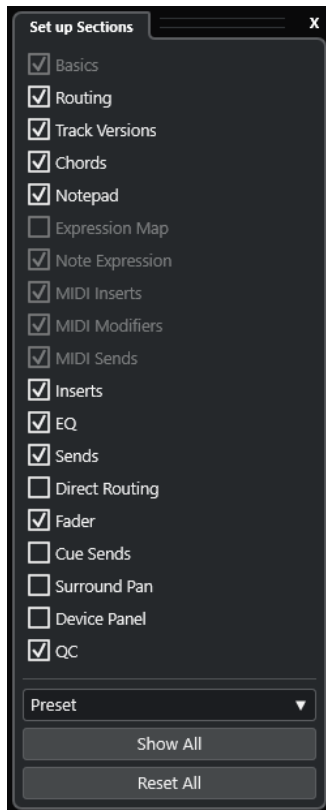 Set up Sections
X
Basics
Routing
Track Versions
Chords
Notepad
Expression Map
Note Expression
MIDI Inserts
MIDI Modifiers
MIDI Sends
Inserts
EQ
Sends
Direct Routing
Fader
Cue Sends
Surround Pan
Device Panel
QC
Preset
Show All
Reset All